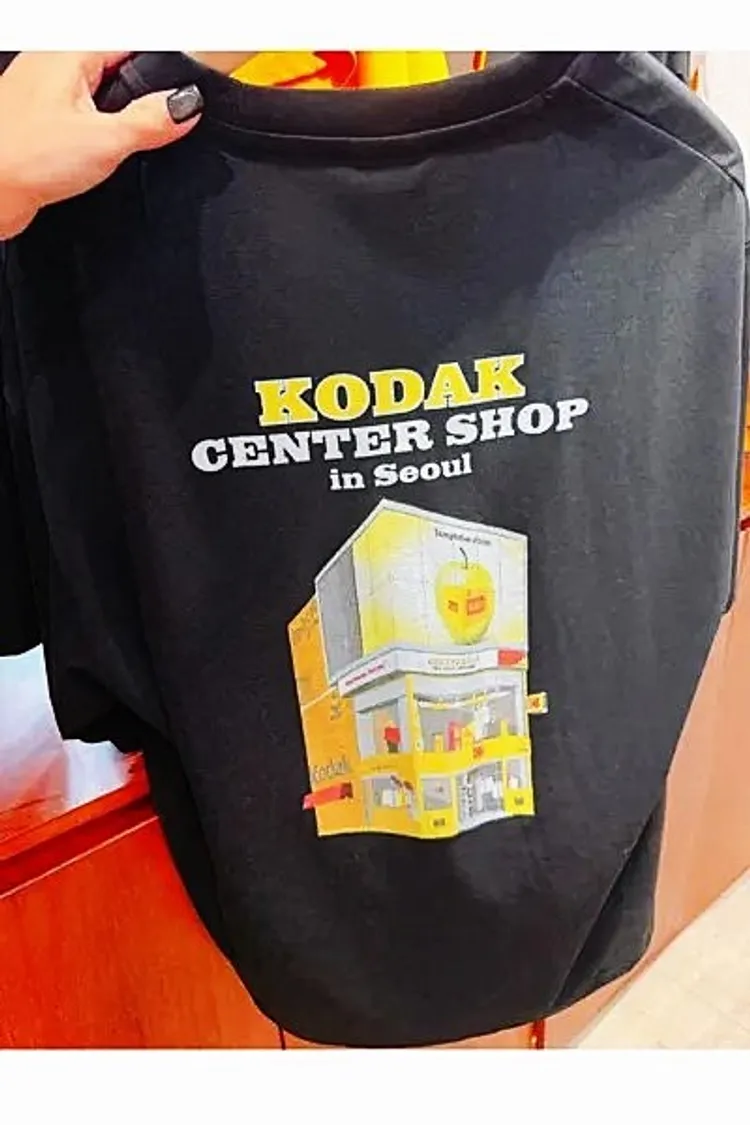 KODAK
CENTER SHOP
in Seoul
Kodak